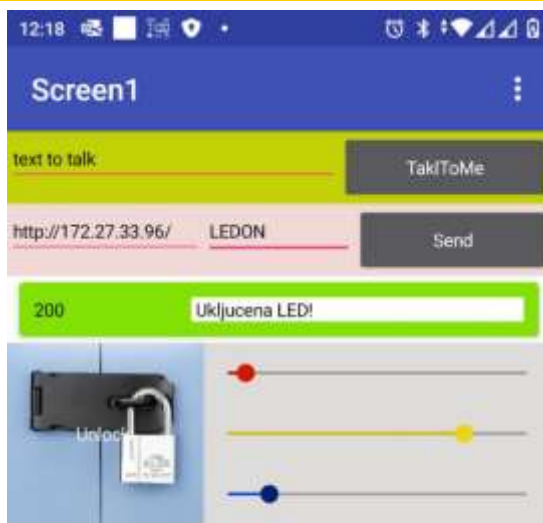 12:18
Screen1
text to talk
TaklToMe
http://172.27.33.96/ LEDON
Send
200 Ukljucena LED!
Unlock